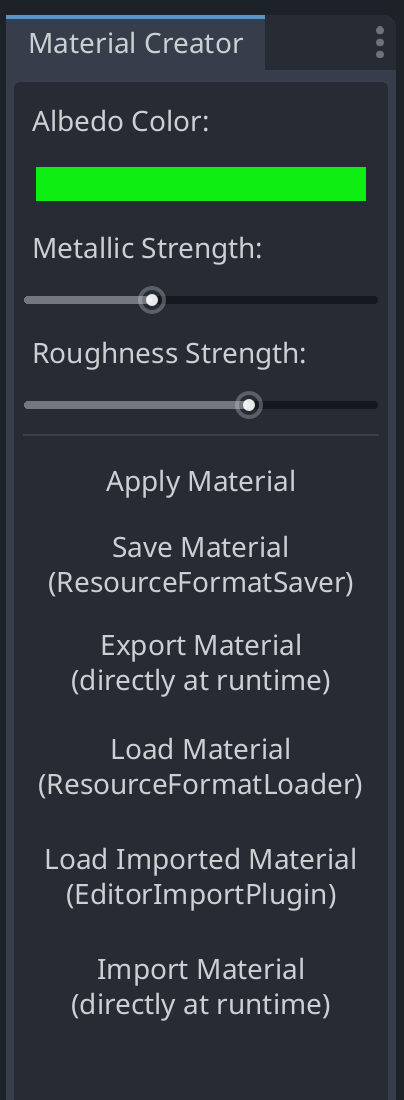 Material Creator
Albedo Color:
Metallic Strength:
Roughness Strength:
Apply Material
Save Material
(ResourceFormatSaver)
Export Material
(directly at runtime)
Load Material
(ResourceFormatLoader)
Load Imported Material
(EditorImportPlugin)
Import Material
(directly at runtime)